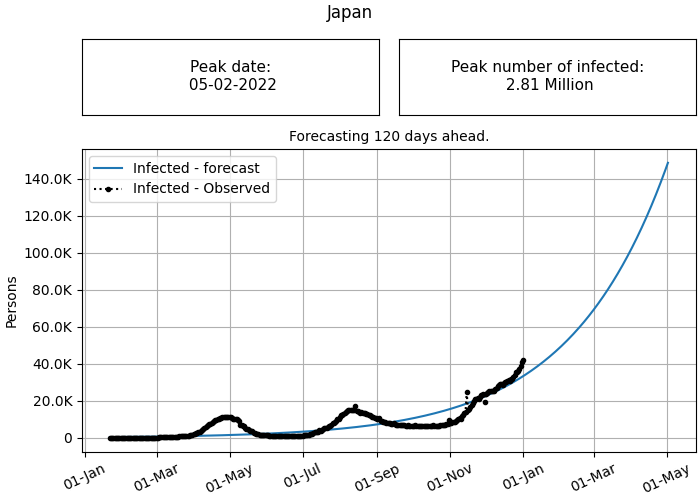 Japan
Peak date:
05-02-2022
Peak number of infected:
2.81 Million
Forecasting 120 days ahead.
Infected - forecast
Infected - Observed
140.0K
120.0K
100.0K
80.0K
60.0K
40.0K
20.0K
0
Persons
01-Jan
01-Mar
01-May
01-Jul
01-Sep
01-Nov
01-Jan
01-Mar
01-May